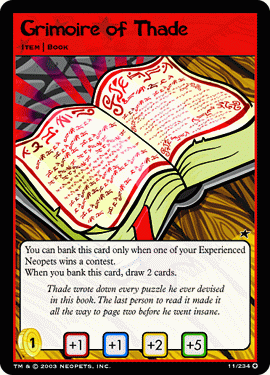 Grimoire of Thade
Item | Book
You can bank this card only when one of your Experienced
Neopets wins a contest.
When you bank this card, draw 2 cards.
Thade wrote down every puzzle he ever devised
in this book. The last person to read it made it
all the way to page two before he went insane.
1
+1
+1
+2
+5
TM & © 2003 NEOPETS, INC.
11/234